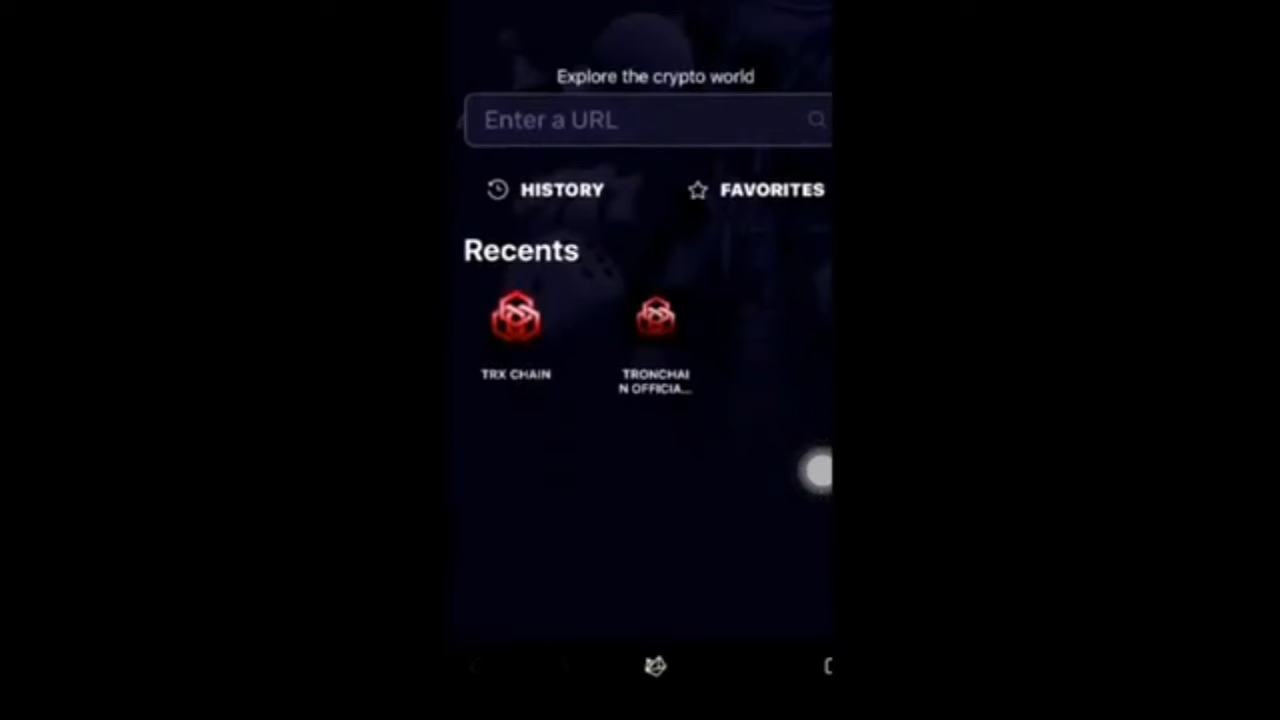 Explore the crypto world
Enter a URL
HISTORY
FAVORITES
Recents
TRX CHAIN
TRONCHAI
N OFFICIA...